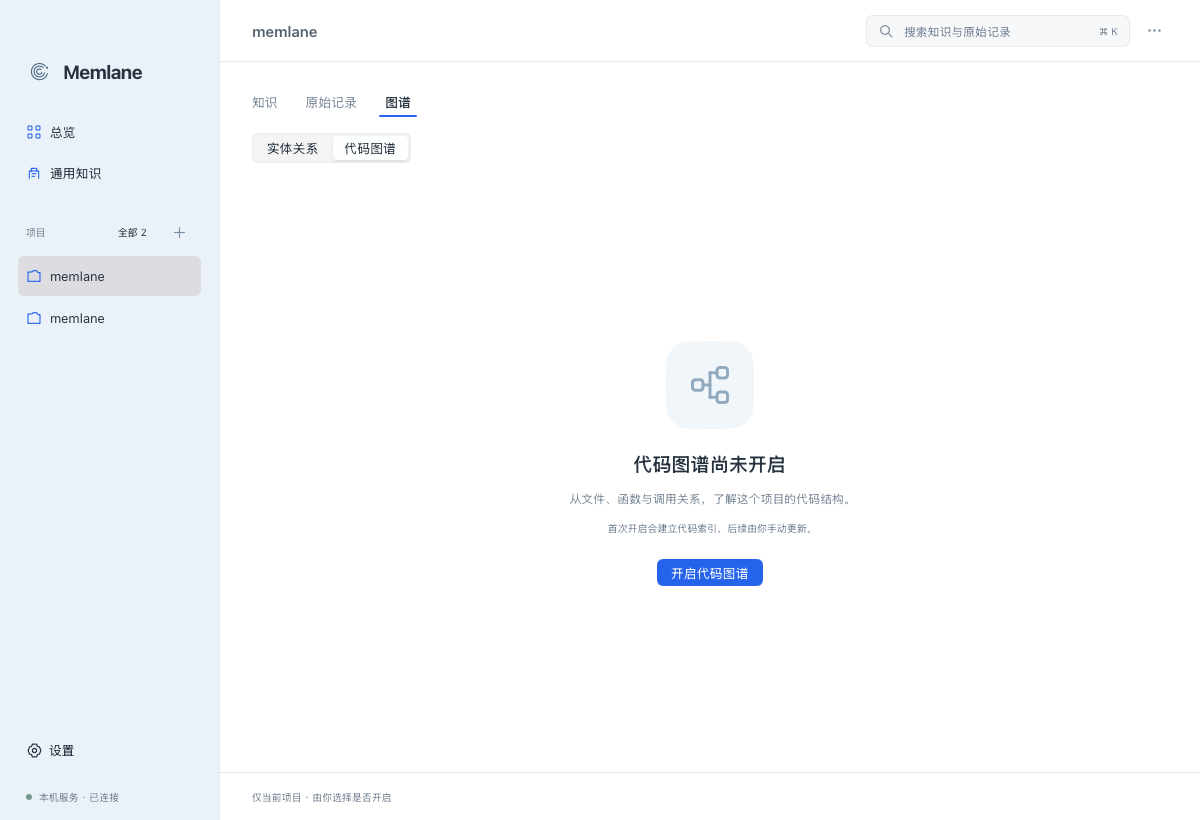 Memlane
总览
通用知识
项目 全部 2
memlane
memlane
设置
本机服务 · 已连接
memlane
搜索知识与原始记录 ⌘ K
知识 原始记录 图谱
实体关系 代码图谱
代码图谱尚未开启
从文件、函数与调用关系，了解这个项目的代码结构。
首次开启会建立代码索引，后续由你手动更新。
开启代码图谱
仅当前项目 · 由你选择是否开启